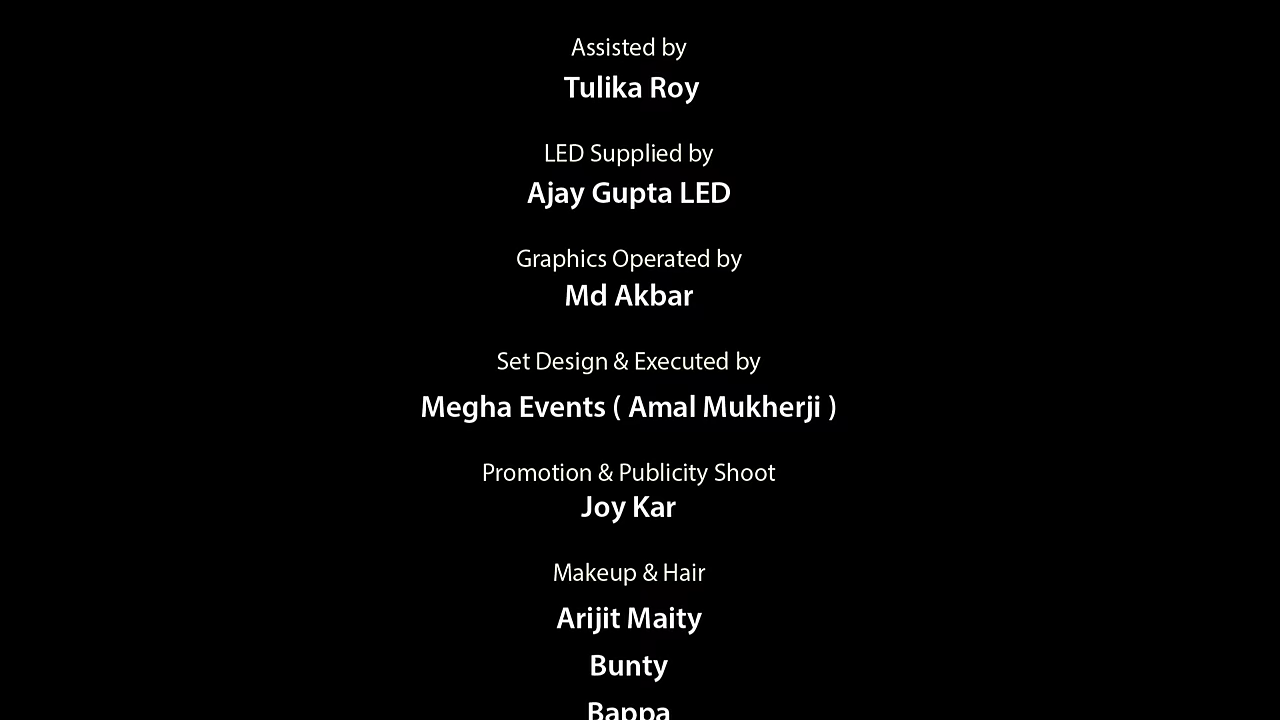 Assisted by
Tulika Roy
LED Supplied by
Ajay Gupta LED
Graphics Operated by
Md Akbar
Set Design & Executed by
Megha Events ( Amal Mukherji )
Promotion & Publicity Shoot
Joy Kar
Makeup & Hair
Arijit Maity
Bunty
Bappa